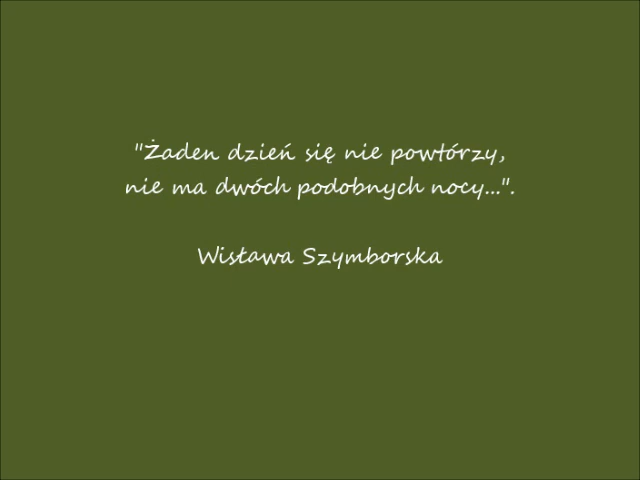 "Żaden dzień się nie powtórzy,
nie ma dwóch podobnych nocy...".
Wisława Szymborska